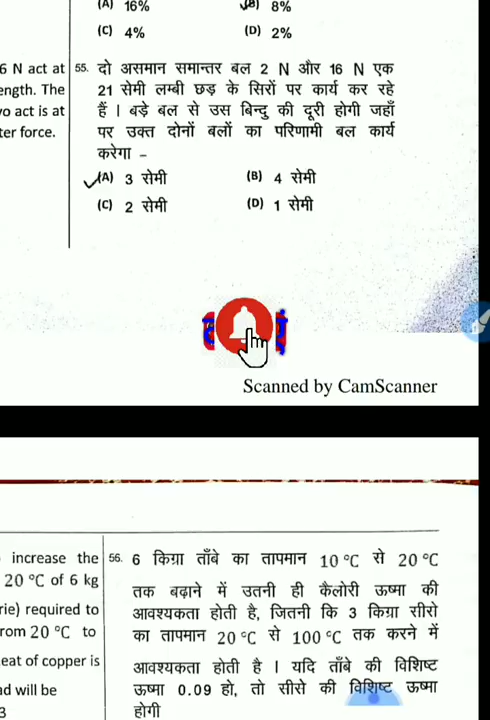 (A) 16%
(B) 8%
(C) 4%
(D) 2%
6 N act at
ength. The
vo act is at
ter force.
55. दो असमान समान्तर बल 2 N और 16 N एक
21 सेमी लम्बी छड़ के सिरों पर कार्य कर रहे
हैं । बड़े बल से उस बिन्दु की दूरी होगी जहाँ
पर उक्त दोनों बलों का परिणामी बल कार्य
करेगा -
(A) 3 सेमी
(B) 4 सेमी
(C) 2 सेमी
(D) 1 सेमी
Scanned by CamScanner
increase the
20 °C of 6 kg
rie) required to
rom 20 °C to
eat of copper is
ad will be
3
56. 6 किग्रा ताँबे का तापमान 10 °C से 20 °C
तक बढ़ाने में उतनी ही कैलोरी ऊष्मा की
आवश्यकता होती है, जितनी कि 3 किग्रा सीरो
का तापमान 20 °C से 100 °C तक करने में
आवश्यकता होती है । यदि ताँबे की विशिष्ट
ऊष्मा 0.09 हो, तो सीसे की विशिष्ट ऊष्मा
होगी